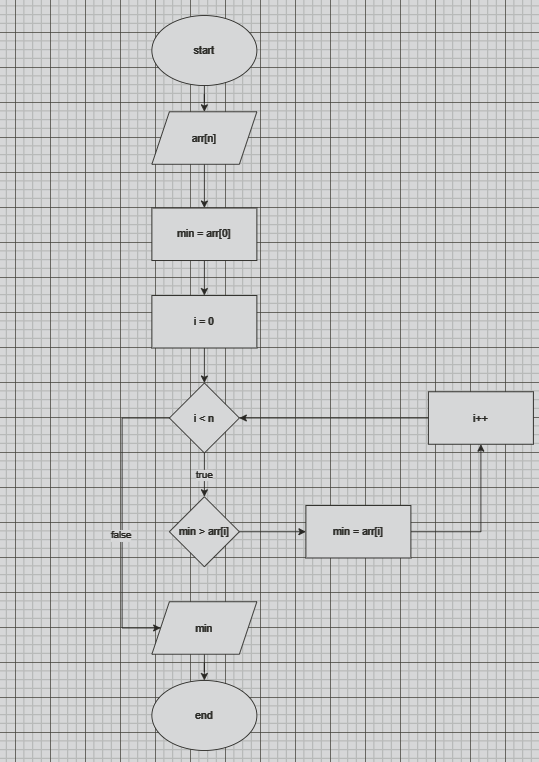 start
arr[n]
min = arr[0]
i = 0
i < n
i++
true
min > arr[i]
min = arr[i]
false
min
end